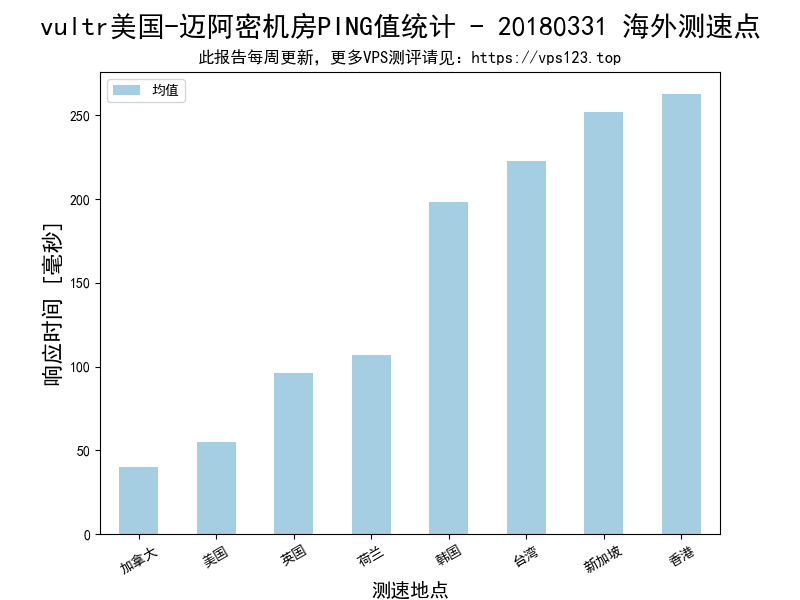 vultr美国-迈阿密机房PING值统计 - 20180331 海外测速点
此报告每周更新，更多VPS测评请见：https://vps123.top
均值
响应时间 [毫秒]
250
200
150
100
50
0
加拿大 美国 英国 荷兰 韩国 台湾 新加坡 香港
测速地点